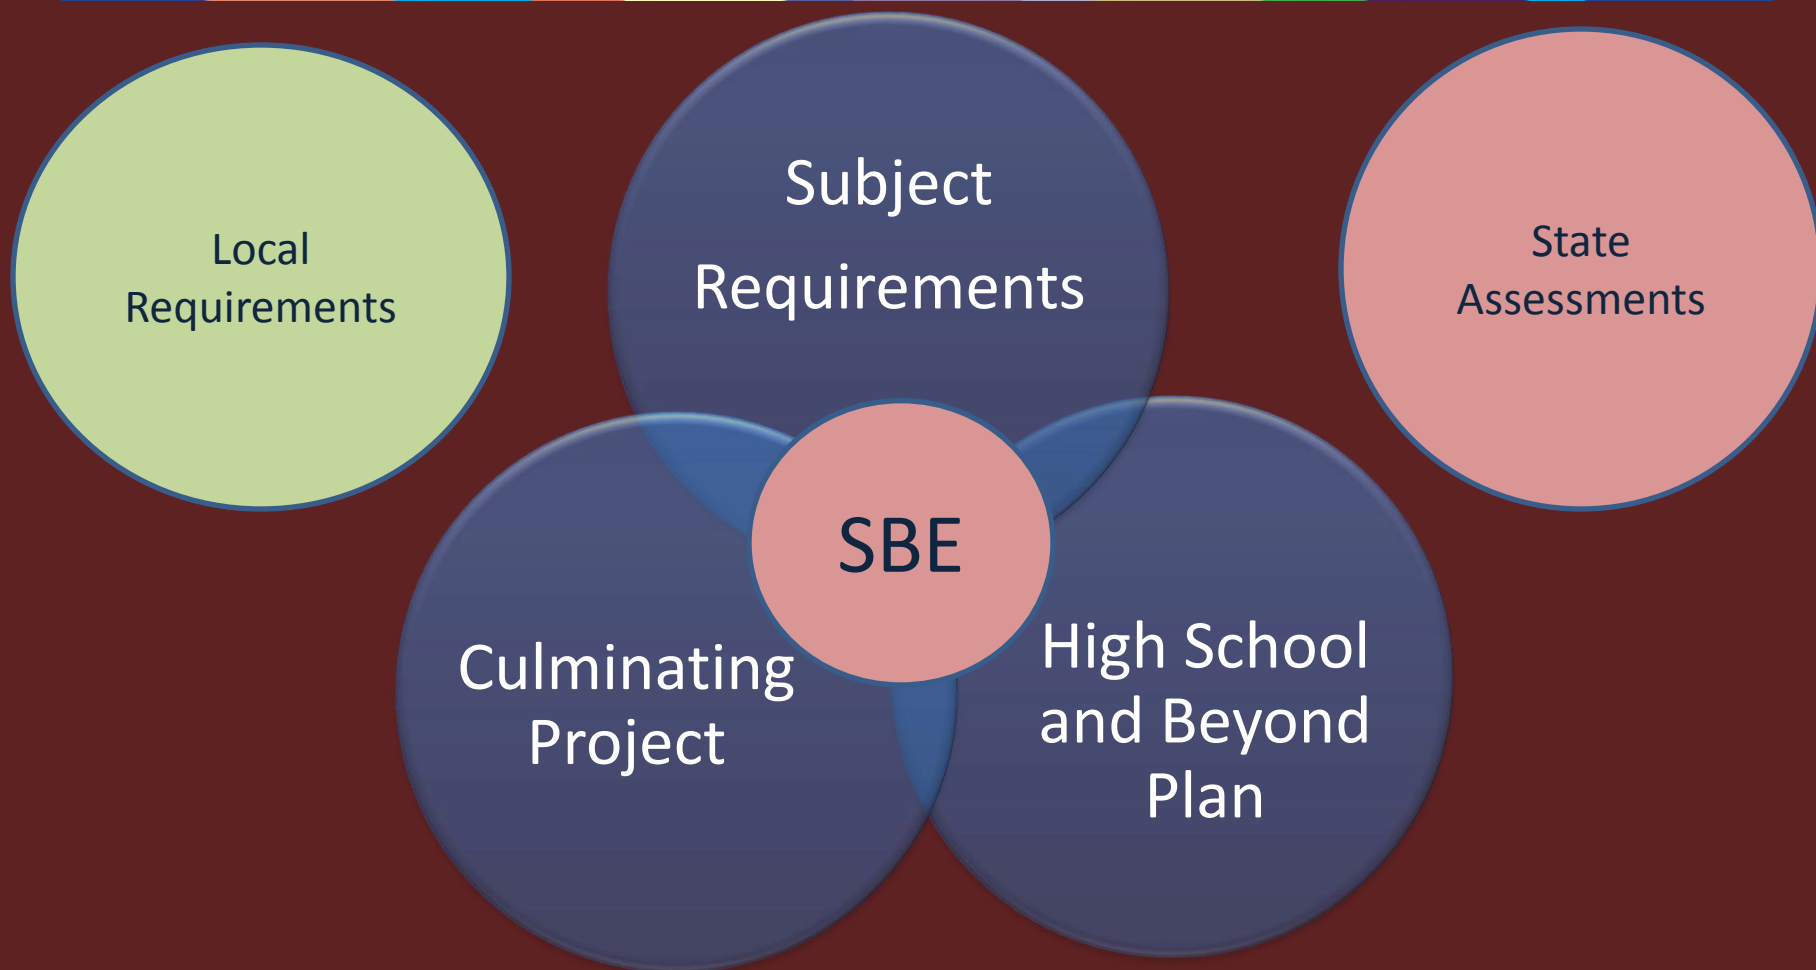 Local
Requirements
Subject
Requirements
State
Assessments
SBE
Culminating
Project
High School
and Beyond
Plan